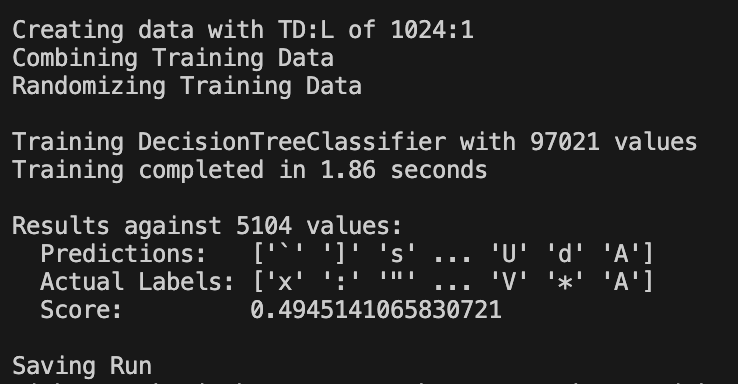 Creating data with TD:L of 1024:1
Combining Training Data
Randomizing Training Data
Training DecisionTreeClassifier with 97021 values
Training completed in 1.86 seconds
Results against 5104 values:
Predictions: ['`' ']' 's' ... 'U' 'd' 'A']
Actual Labels: ['x' ':' '"' ... 'V' '*' 'A']
Score: 0.4945141065830721
Saving Run